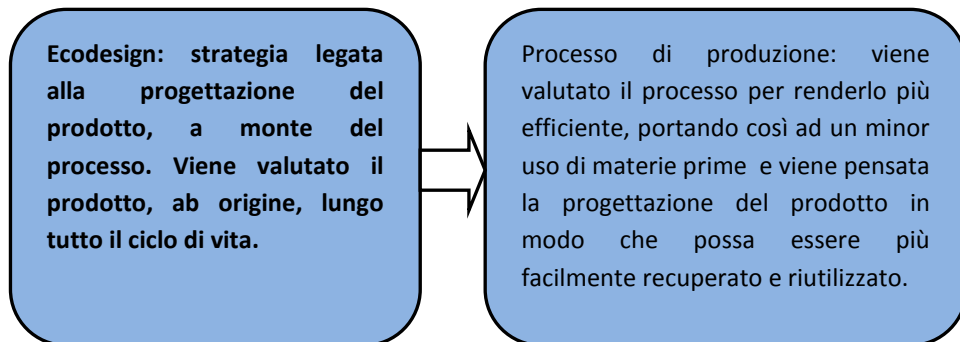 Ecodesign: strategia legata
alla progettazione del
prodotto, a monte del
processo. Viene valutato il
prodotto, ab origine, lungo
tutto il ciclo di vita.
Processo di produzione: viene
valutato il processo per renderlo più
efficiente, portando così ad un minor
uso di materie prime e viene pensata
la progettazione del prodotto in
modo che possa essere più
facilmente recuperato e riutilizzato.